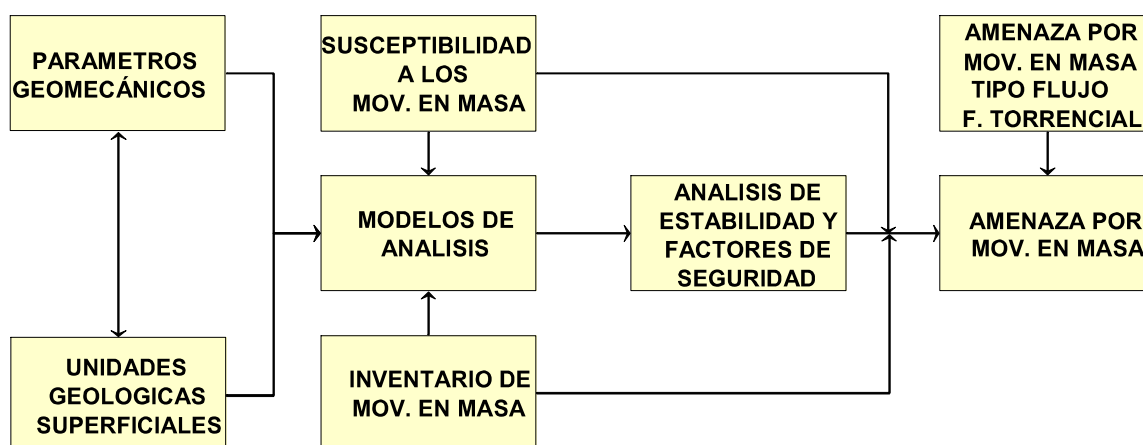 PARAMETROS
GEOMECÁNICOS
SUSCEPTIBILIDAD
A LOS
MOV. EN MASA
AMENAZA POR
MOV. EN MASA
TIPO FLUJO
F. TORRENCIAL
MODELOS DE
ANALISIS
ANALISIS DE
ESTABILIDAD Y
FACTORES DE
SEGURIDAD
AMENAZA POR
MOV. EN MASA
UNIDADES
GEOLOGICAS
SUPERFICIALES
INVENTARIO DE
MOV. EN MASA